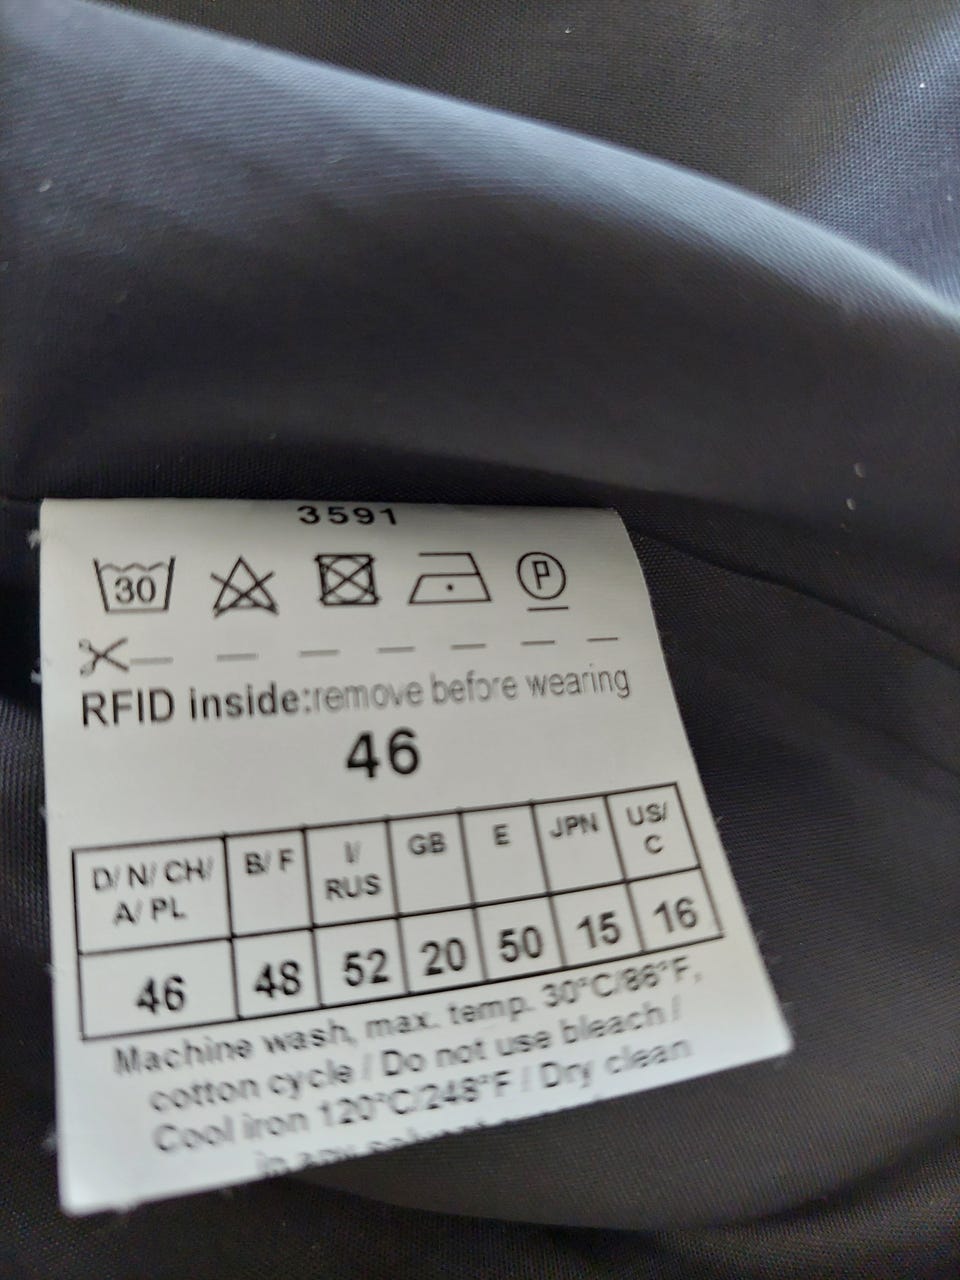 3591
30 P
RFID inside:remove before wearing
46
D/ N/ CH/ A/ PL B/ F I/ RUS GB E JPN US/ C
46 48 52 20 50 15 16
Machine wash, max. temp. 30°C/86°F,
cotton cycle / Do not use bleach /
Cool iron 120°C/248°F / Dry clean
in any